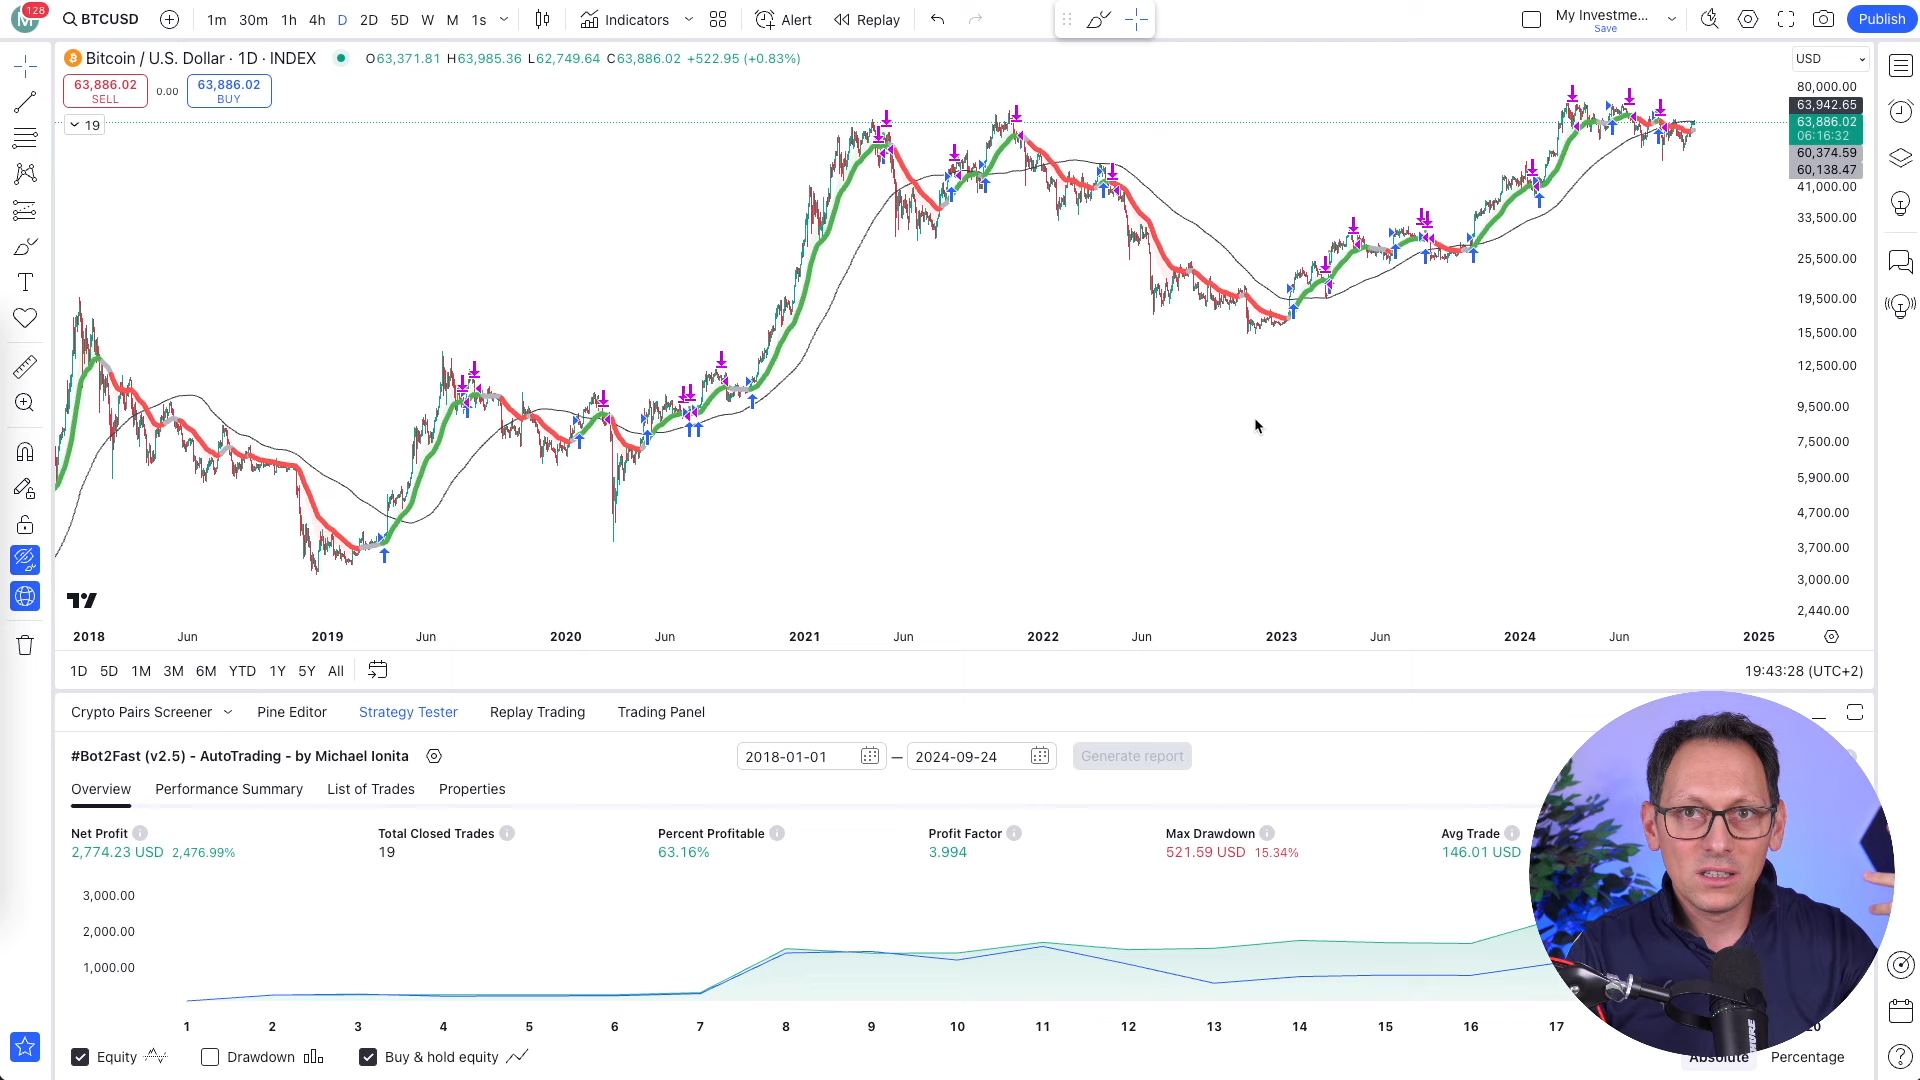 M 128 BTCUSD 1m 30m 1h 4h D 2D 5D W M 1s Indicators Alert Replay My Investme... Save Publish
Bitcoin / U.S. Dollar · 1D · INDEX O63,371.81 H63,985.36 L62,749.64 C63,886.02 +522.95 (+0.83%) USD
63,886.02 SELL 0.00 63,886.02 BUY
19
80,000.00
63,942.65
63,886.02
06:16:32
60,374.59
60,138.47
41,000.00
33,500.00
25,500.00
19,500.00
15,500.00
12,500.00
9,500.00
7,500.00
5,900.00
4,700.00
3,700.00
3,000.00
2,440.00
2018 Jun 2019 Jun 2020 Jun 2021 Jun 2022 Jun 2023 Jun 2024 Jun 2025
1D 5D 1M 3M 6M YTD 1Y 5Y All 19:43:28 (UTC+2)
Crypto Pairs Screener Pine Editor Strategy Tester Replay Trading Trading Panel
#Bot2Fast (v2.5) - AutoTrading - by Michael Ionita 2018-01-01 — 2024-09-24 Generate report
Overview Performance Summary List of Trades Properties
Net Profit Total Closed Trades Percent Profitable Profit Factor Max Drawdown Avg Trade
2,774.23 USD 2,476.99% 19 63.16% 3.994 521.59 USD 15.34% 146.01 USD
3,000.00
2,000.00
1,000.00
1 2 3 4 5 6 7 8 9 10 11 12 13 14 15 16 17
Equity Drawdown Buy & hold equity Absolute Percentage
SHURE